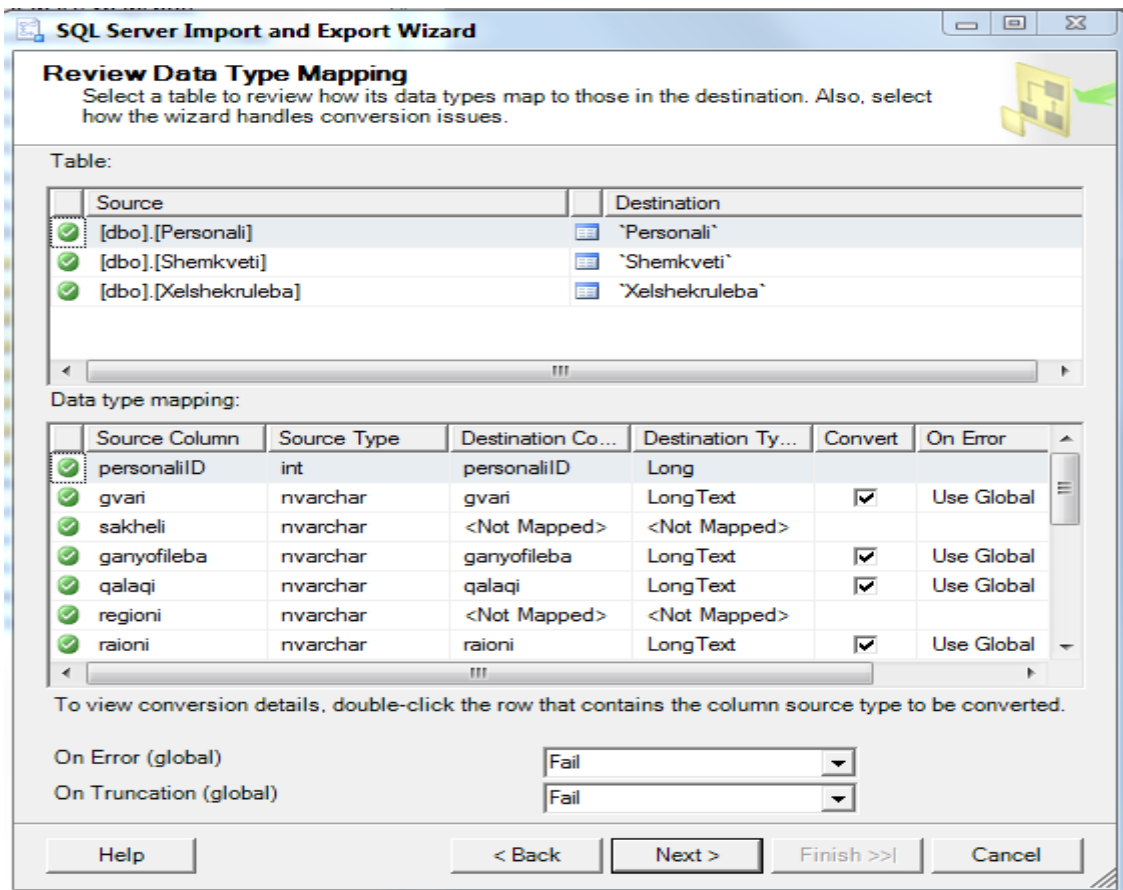 SQL Server Import and Export Wizard
Review Data Type Mapping
Select a table to review how its data types map to those in the destination. Also, select
how the wizard handles conversion issues.
Table:
Source Destination
[dbo].[Personali] `Personali`
[dbo].[Shemkveti] `Shemkveti`
[dbo].[Xelshekruleba] `Xelshekruleba`
Data type mapping:
Source Column Source Type Destination Co... Destination Ty... Convert On Error
personaliID int personaliID Long
gvari nvarchar gvari LongText Use Global
sakheli nvarchar <Not Mapped> <Not Mapped>
ganyofileba nvarchar ganyofileba LongText Use Global
qalaqi nvarchar qalaqi LongText Use Global
regioni nvarchar <Not Mapped> <Not Mapped>
raioni nvarchar raioni LongText Use Global
To view conversion details, double-click the row that contains the column source type to be converted.
On Error (global) Fail
On Truncation (global) Fail
Help < Back Next > Finish >>| Cancel